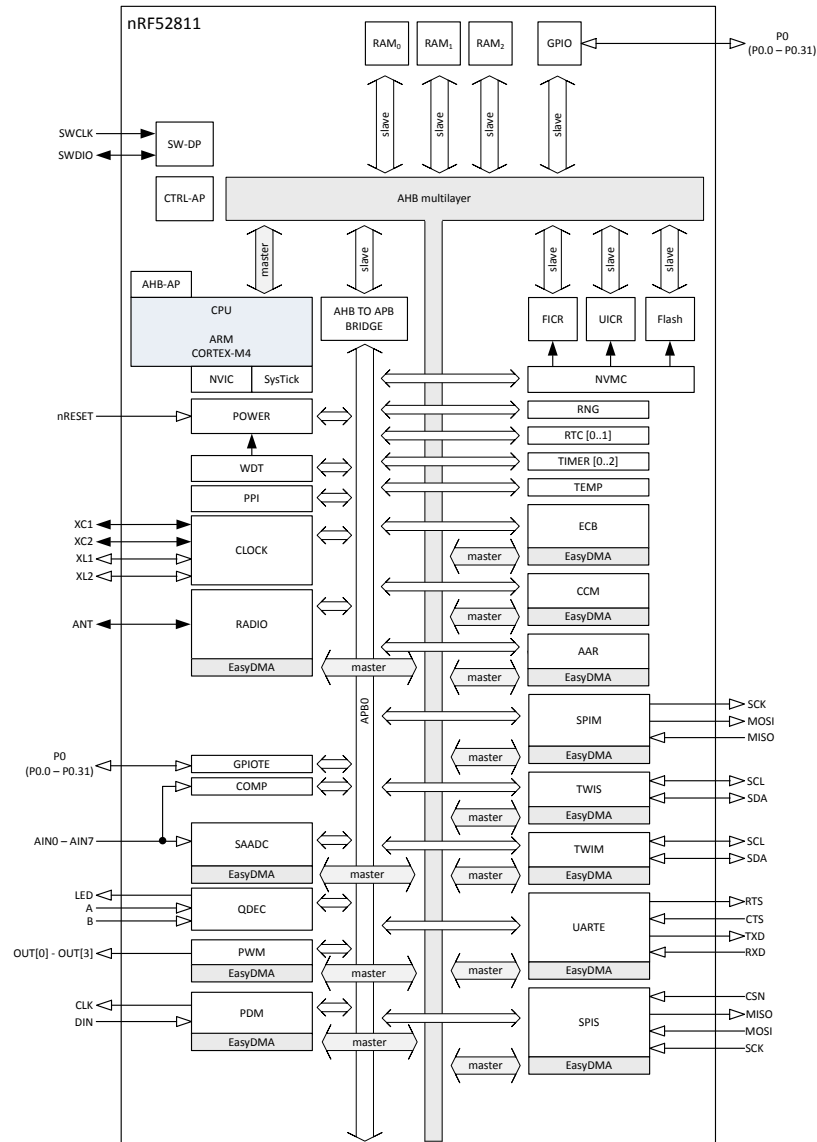 nRF52811
RAM0
RAM1
RAM2
GPIO
P0
(P0.0 – P0.31)
slave
slave
slave
slave
SWCLK
SWDIO
SW-DP
CTRL-AP
AHB multilayer
master
slave
slave
slave
slave
AHB-AP
CPU
ARM
CORTEX-M4
AHB TO APB
BRIDGE
FICR
UICR
Flash
NVIC
SysTick
NVMC
nRESET
POWER
RNG
RTC [0..1]
WDT
TIMER [0..2]
PPI
TEMP
XC1
XC2
XL1
XL2
CLOCK
ECB
master
EasyDMA
ANT
RADIO
EasyDMA
master
CCM
master
EasyDMA
AAR
master
EasyDMA
APB0
SPIM
master
EasyDMA
SCK
MOSI
MISO
P0
(P0.0 – P0.31)
GPIOTE
COMP
TWIS
master
EasyDMA
SCL
SDA
AIN0 – AIN7
SAADC
EasyDMA
master
TWIM
master
EasyDMA
SCL
SDA
LED
A
B
QDEC
UARTE
master
EasyDMA
RTS
CTS
TXD
RXD
OUT[0] - OUT[3]
PWM
EasyDMA
master
CLK
DIN
PDM
EasyDMA
master
SPIS
master
EasyDMA
CSN
MISO
MOSI
SCK